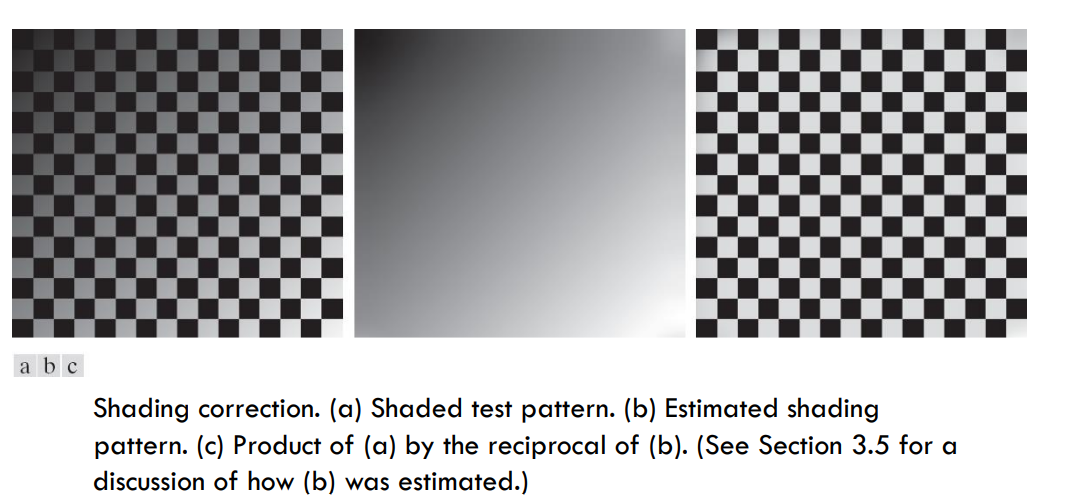 a b c
Shading correction. (a) Shaded test pattern. (b) Estimated shading
pattern. (c) Product of (a) by the reciprocal of (b). (See Section 3.5 for a
discussion of how (b) was estimated.)